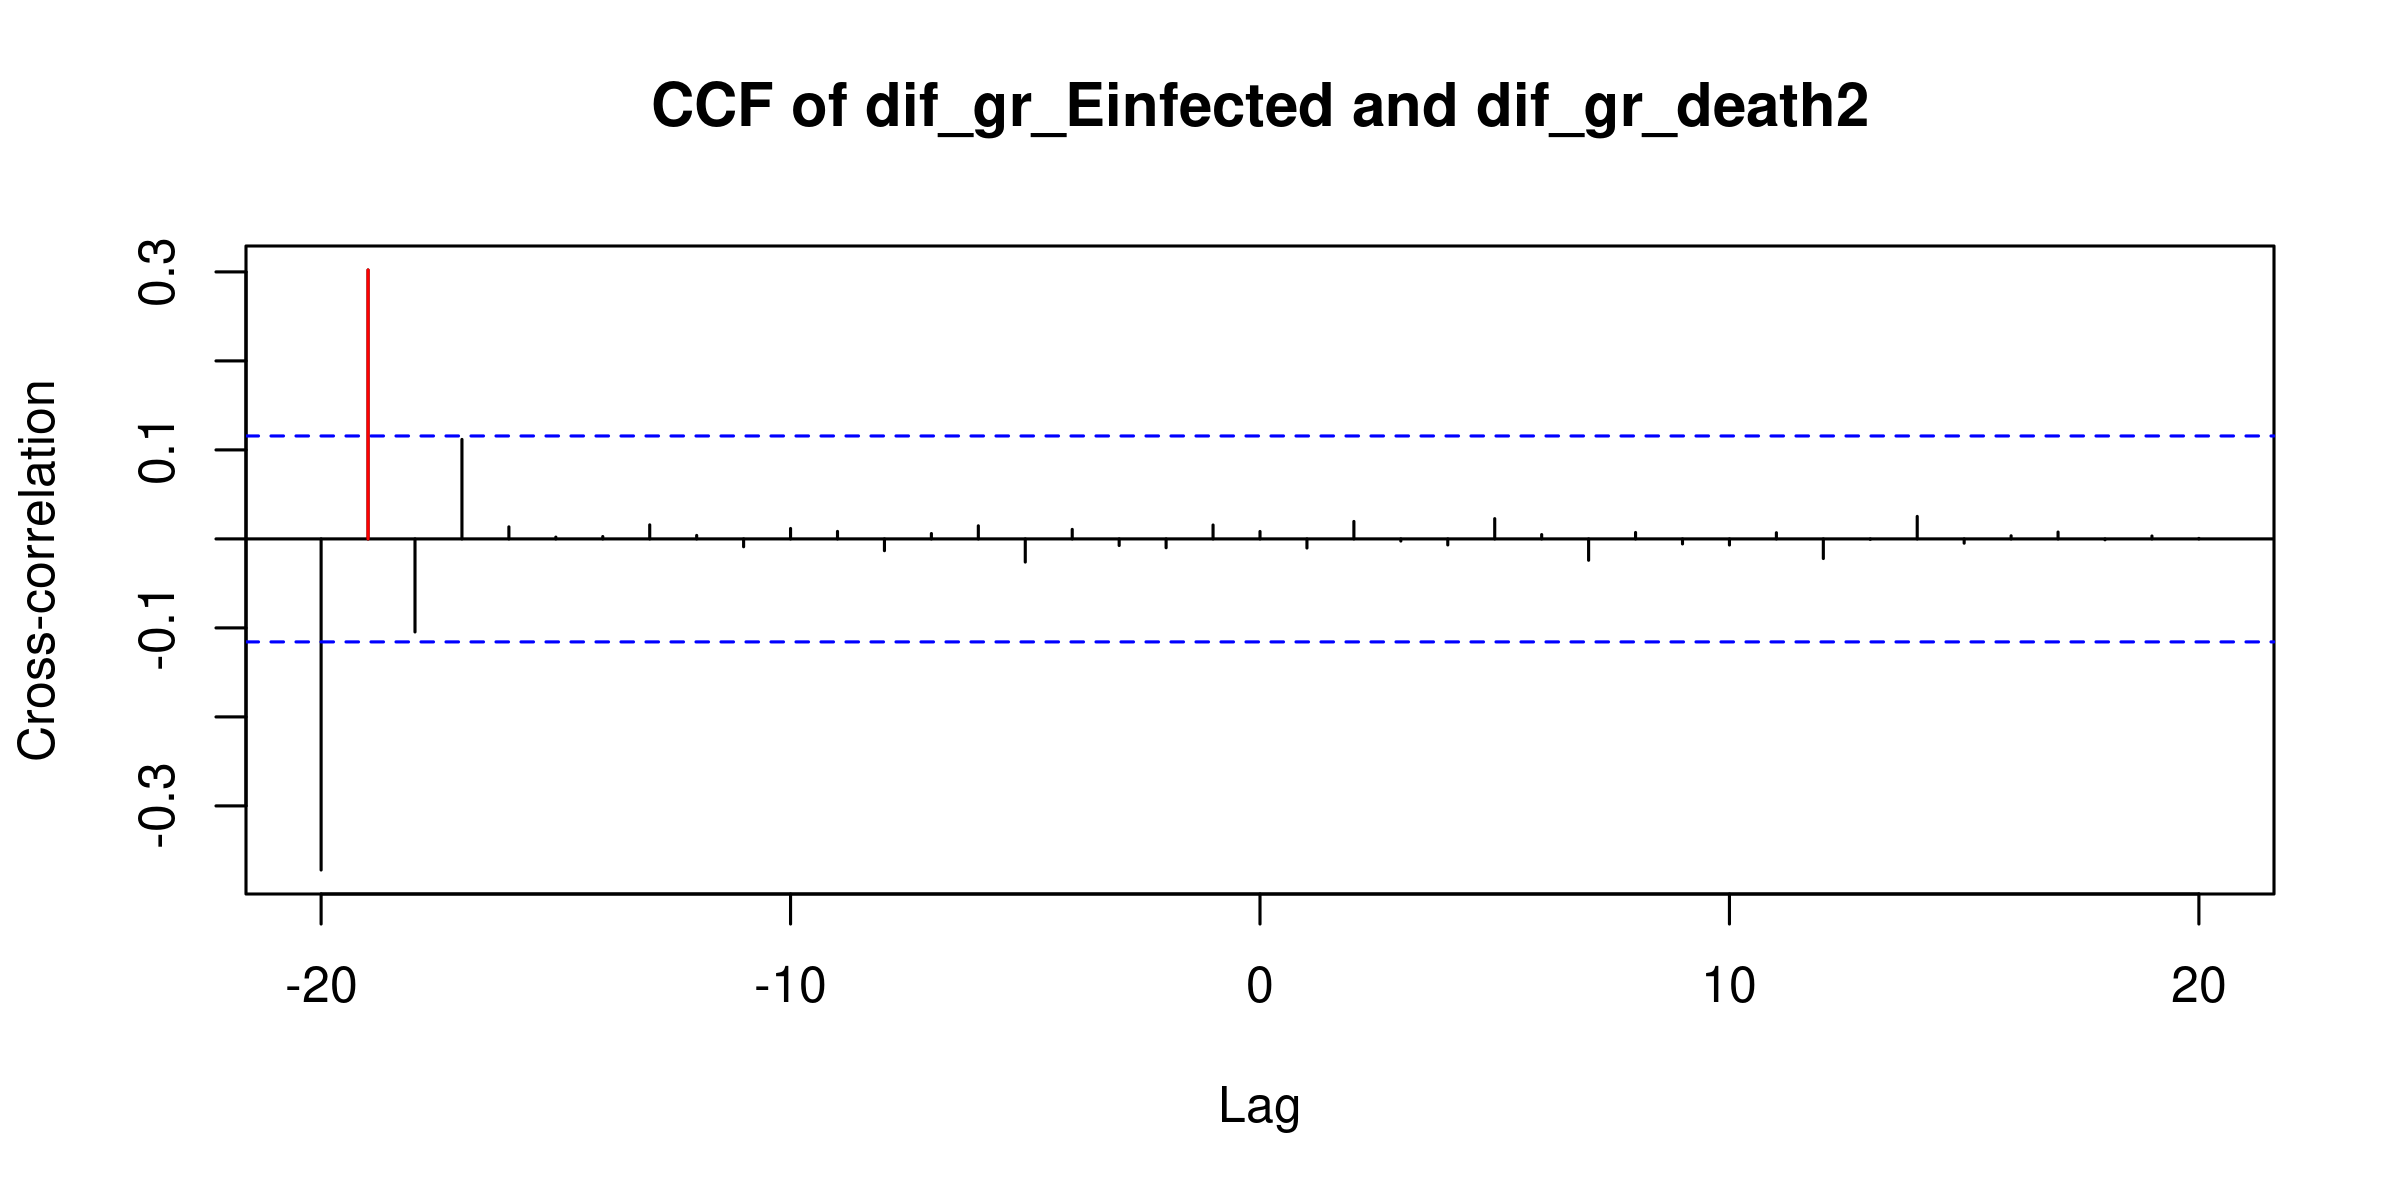 CCF of dif_gr_Einfected and dif_gr_death2
Cross-correlation
0.3
0.1
-0.1
-0.3
-20 -10 0 10 20
Lag